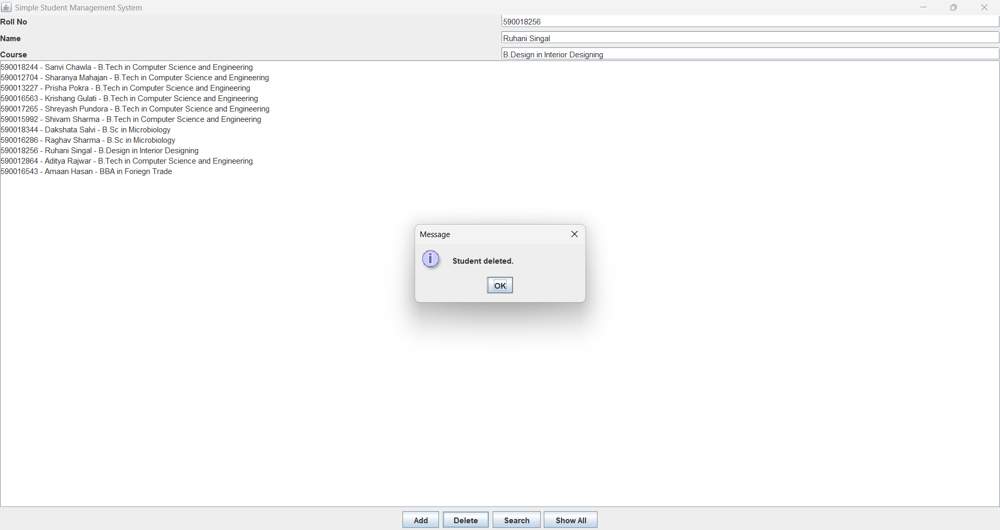 Simple Student Management System
Roll No 590018256
Name Ruhani Singal
Course B.Design in Interior Designing
590018244 - Sanvi Chawla - B.Tech in Computer Science and Engineering
590012704 - Sharanya Mahajan - B.Tech in Computer Science and Engineering
590013227 - Prisha Pokra - B.Tech in Computer Science and Engineering
590016563 - Krishang Gulati - B.Tech in Computer Science and Engineering
590017265 - Shreyash Pundora - B.Tech in Computer Science and Engineering
590015992 - Shivam Sharma - B.Tech in Computer Science and Engineering
590018344 - Dakshata Salvi - B.Sc in Microbiology
590016286 - Raghav Sharma - B.Sc in Microbiology
590018256 - Ruhani Singal - B.Design in Interior Designing
590012864 - Aditya Rajwar - B.Tech in Computer Science and Engineering
590016543 - Amaan Hasan - BBA in Foriegn Trade
Message
Student deleted.
OK
Add Delete Search Show All